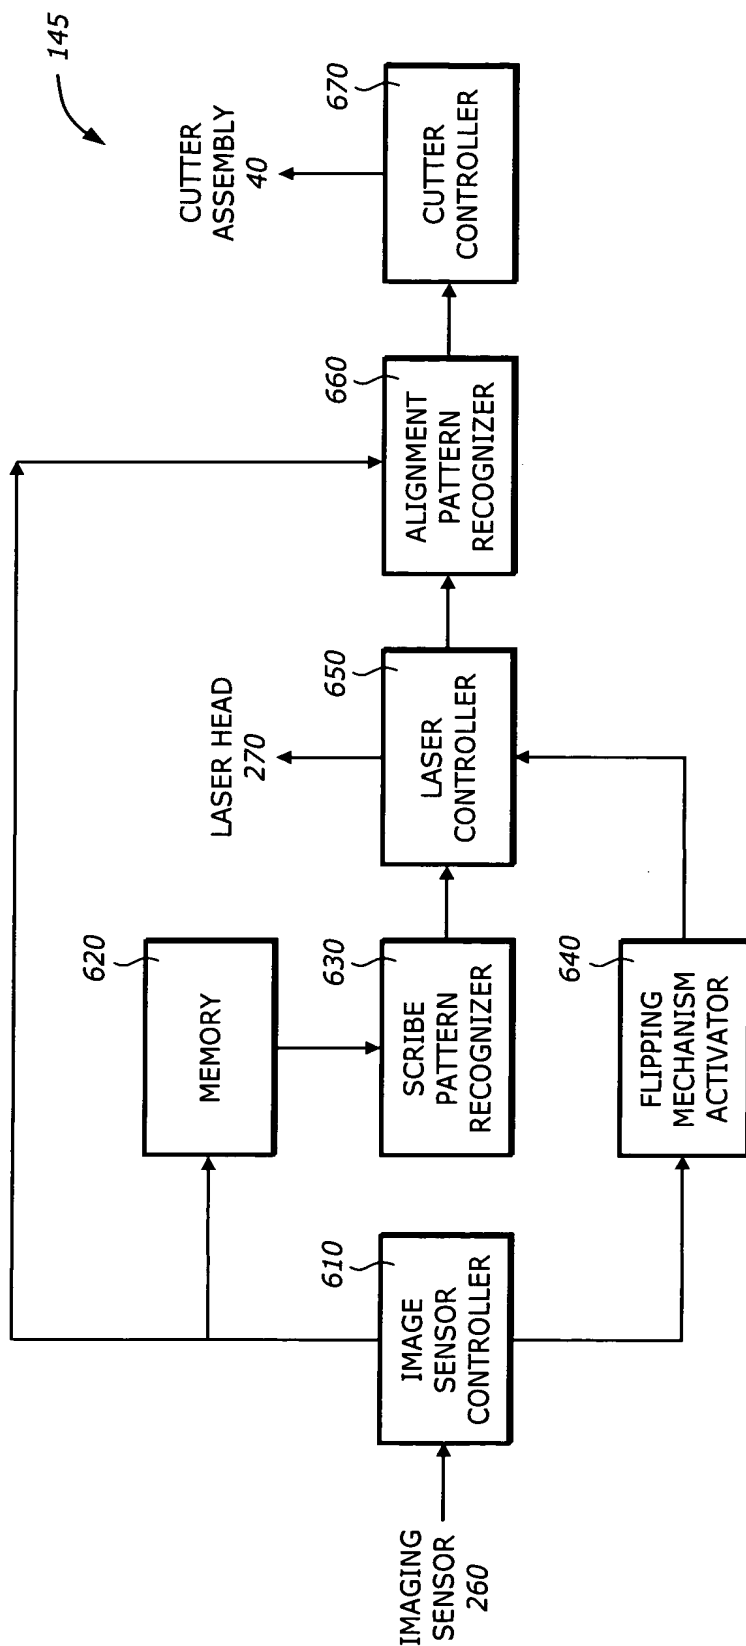 145
IMAGING
SENSOR
260
610
IMAGE
SENSOR
CONTROLLER
620
MEMORY
630
SCRIBE
PATTERN
RECOGNIZER
640
FLIPPING
MECHANISM
ACTIVATOR
LASER HEAD
270
650
LASER
CONTROLLER
660
ALIGNMENT
PATTERN
RECOGNIZER
CUTTER
ASSEMBLY
40
670
CUTTER
CONTROLLER